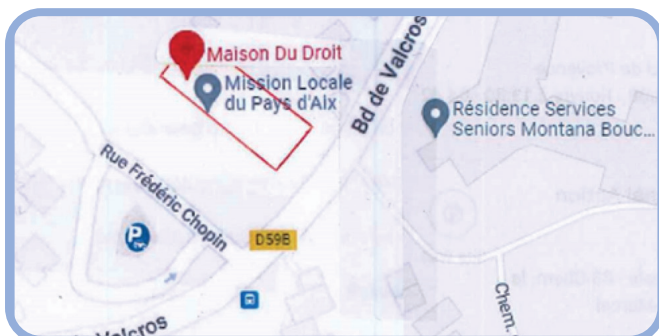 Maison Du Droit
Mission Locale
du Pays d'Aix
Bd de Valcros
Résidence Services
Seniors Montana Bouc...
Rue Frédéric Chopin
P
D59B
Chem.
Valcros